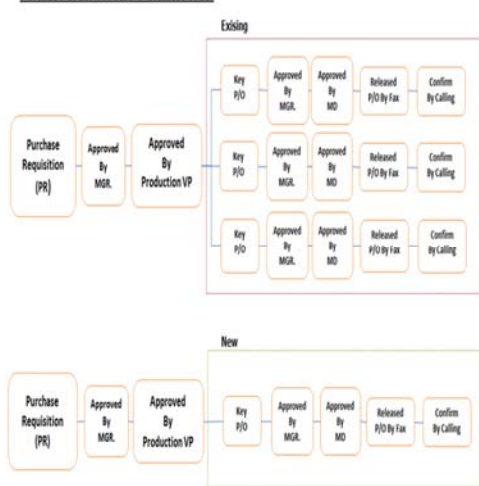 Exising
Key
P/O
Approved
By
MGR.
Approved
By
MD
Released
P/O By Fax
Confirm
By Calling
Purchase
Requisition
(PR)
Approved
By
MGR.
Approved
By
Production VP
Key
P/O
Approved
By
MGR.
Approved
By
MD
Released
P/O By Fax
Confirm
By Calling
Key
P/O
Approved
By
MGR.
Approved
By
MD
Released
P/O By Fax
Confirm
By Calling
New
Purchase
Requisition
(PR)
Approved
By
MGR.
Approved
By
Production VP
Key
P/O
Approved
By
MGR.
Approved
By
MD
Released
P/O By Fax
Confirm
By Calling